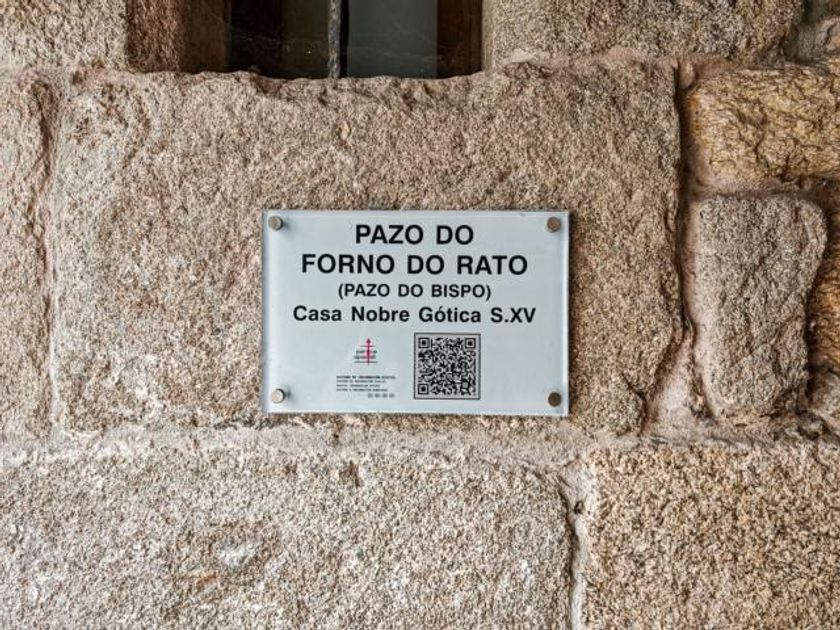 PAZO DO
FORNO DO RATO
(PAZO DO BISPO)
Casa Nobre Gótica S.XV